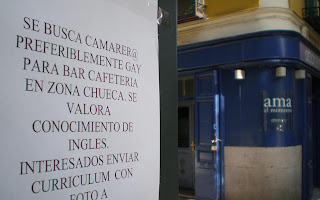 SE BUSCA CAMARER@
PREFERIBLEMENTE GAY
PARA BAR CAFETERIA
EN ZONA CHUECA. SE
VALORA
CONOCIMIENTO DE
INGLES.
INTERESADOS ENVIAR
CURRICULUM CON
FOTO A
ama